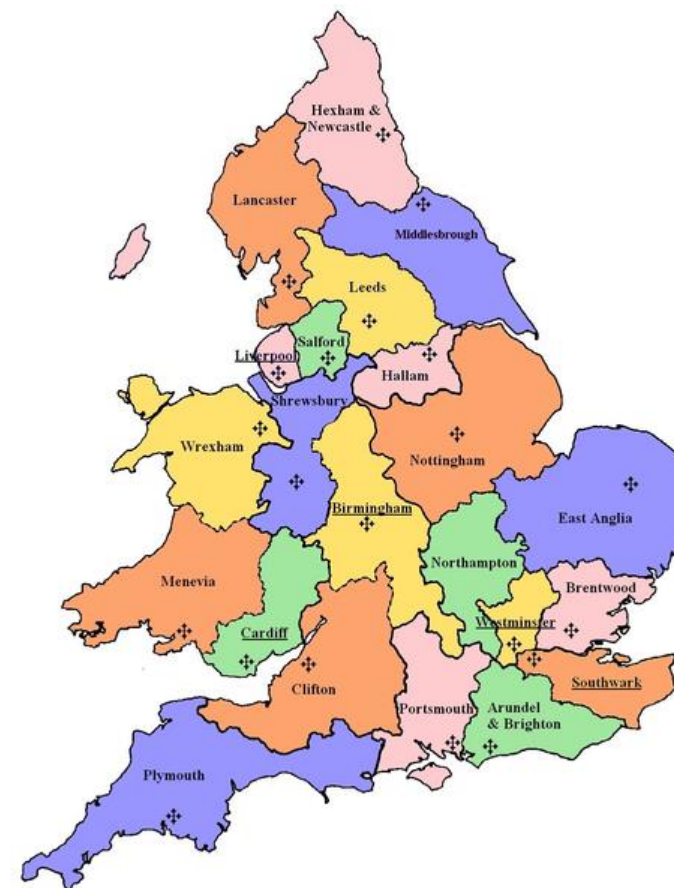 Hexham &
Newcastle
Lancaster
Middlesbrough
Leeds
Salford
Liverpool
Hallam
Shrewsbury
Wrexham
Nottingham
Birmingham
East Anglia
Northampton
Menevia
Brentwood
Westminster
Cardiff
Southwark
Clifton
Portsmouth
Arundel
& Brighton
Plymouth